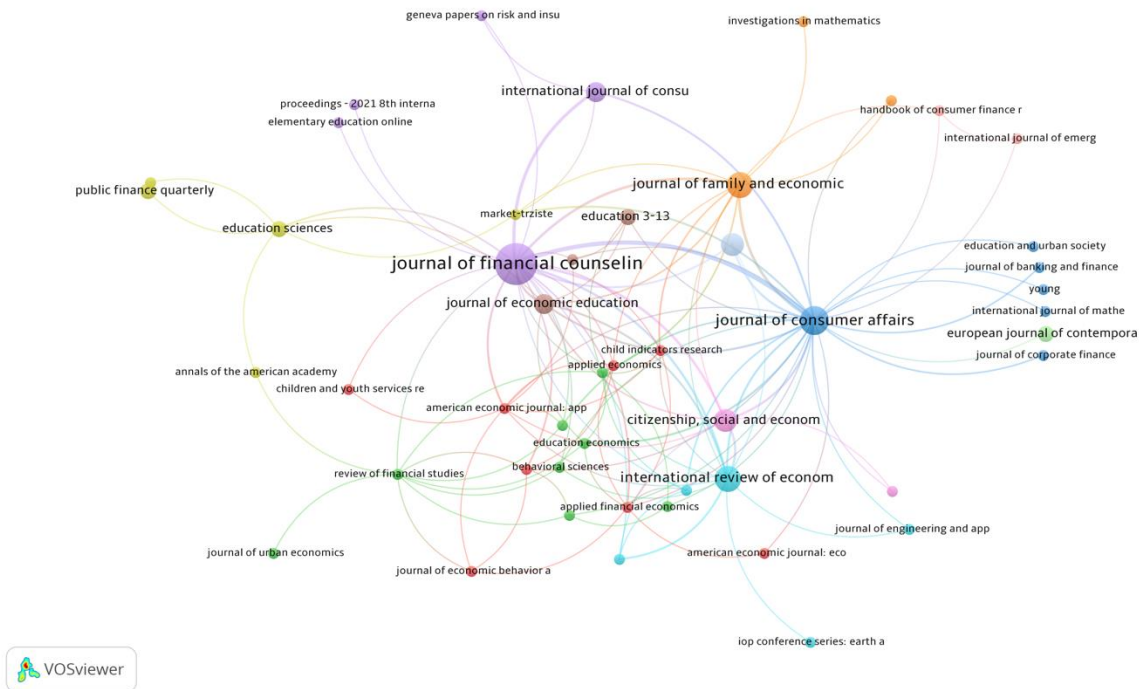 geneva papers on risk and insu
investigations in mathematics
international journal of consu
proceedings - 2021 8th interna
handbook of consumer finance r
elementary education online
international journal of emerg
journal of family and economic
public finance quarterly
market-trziste
education 3-13
education sciences
education and urban society
journal of financial counselin
journal of banking and finance
young
journal of economic education
international journal of mathe
journal of consumer affairs
european journal of contempora
child indicators research
journal of corporate finance
applied economics
annals of the american academy
children and youth services re
american economic journal: app
citizenship, social and econom
education economics
behavioral sciences
review of financial studies
international review of econom
applied financial economics
journal of engineering and app
journal of urban economics
american economic journal: eco
journal of economic behavior a
iop conference series: earth a
VOSviewer